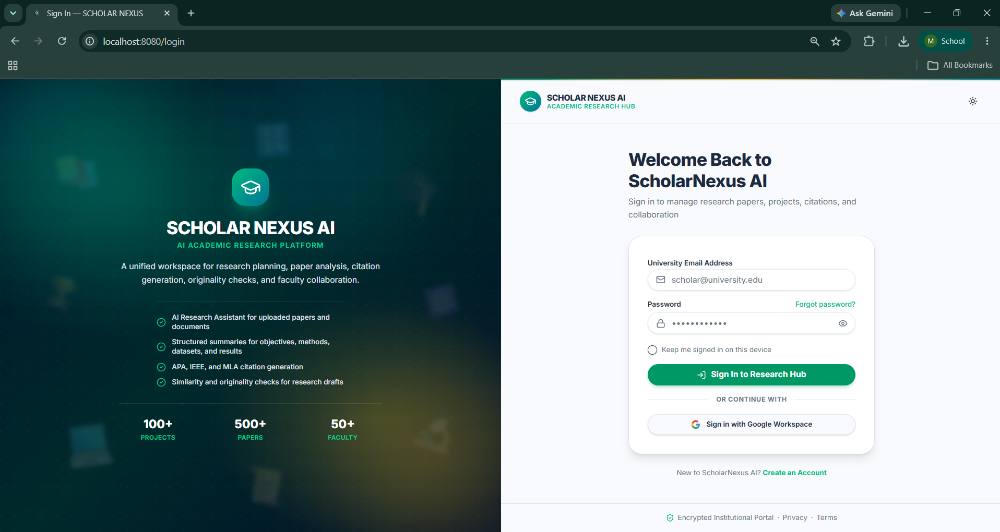 Sign In — SCHOLAR NEXUS
Ask Gemini
localhost:8080/login
M School
All Bookmarks
SCHOLAR NEXUS AI
AI ACADEMIC RESEARCH PLATFORM
A unified workspace for research planning, paper analysis, citation
generation, originality checks, and faculty collaboration.
AI Research Assistant for uploaded papers and
documents
Structured summaries for objectives, methods,
datasets, and results
APA, IEEE, and MLA citation generation
Similarity and originality checks for research drafts
100+
PROJECTS
500+
PAPERS
50+
FACULTY
SCHOLAR NEXUS AI
ACADEMIC RESEARCH HUB
Welcome Back to
ScholarNexus AI
Sign in to manage research papers, projects, citations, and
collaboration
University Email Address
scholar@university.edu
Password Forgot password?
••••••••••••
Keep me signed in on this device
Sign In to Research Hub
OR CONTINUE WITH
Sign in with Google Workspace
New to ScholarNexus AI? Create an Account
Encrypted Institutional Portal · Privacy · Terms